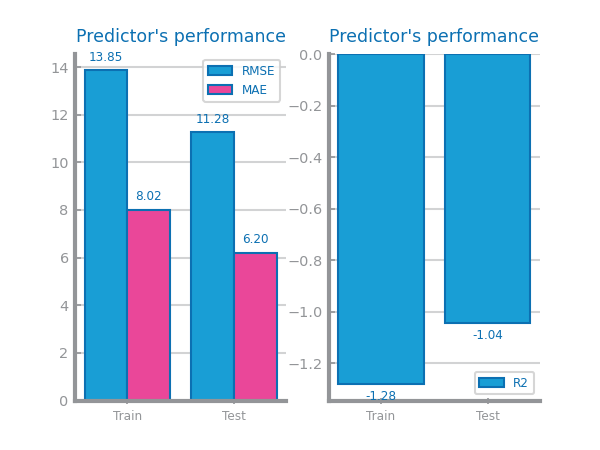 Predictor's performance
13.85
14
12
10
8
6
4
2
0
RMSE
MAE
11.28
8.02
6.20
Train
Test
Predictor's performance
0.0
−0.2
−0.4
−0.6
−0.8
−1.0
−1.2
-1.04
-1.28
R2
Train
Test